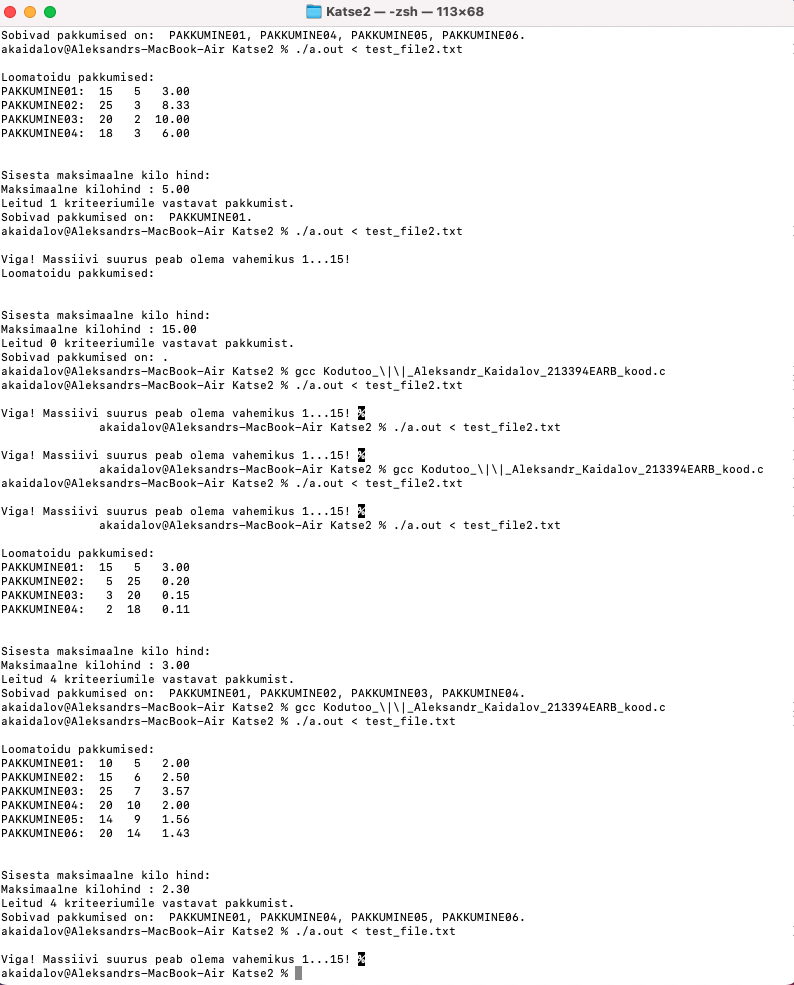 Katse2 — -zsh — 113×68
Sobivad pakkumised on:  PAKKUMINE01, PAKKUMINE04, PAKKUMINE05, PAKKUMINE06.
akaidalov@Aleksandrs-MacBook-Air Katse2 % ./a.out < test_file2.txt
Loomatoidu pakkumised:
PAKKUMINE01:  15   5   3.00
PAKKUMINE02:  25   3   8.33
PAKKUMINE03:  20   2  10.00
PAKKUMINE04:  18   3   6.00
Sisesta maksimaalne kilo hind:
Maksimaalne kilohind : 5.00
Leitud 1 kriteeriumile vastavat pakkumist.
Sobivad pakkumised on:  PAKKUMINE01.
akaidalov@Aleksandrs-MacBook-Air Katse2 % ./a.out < test_file2.txt
Viga! Massiivi suurus peab olema vahemikus 1...15!
Loomatoidu pakkumised:
Sisesta maksimaalne kilo hind:
Maksimaalne kilohind : 15.00
Leitud 0 kriteeriumile vastavat pakkumist.
Sobivad pakkumised on: .
akaidalov@Aleksandrs-MacBook-Air Katse2 % gcc Kodutoo_\|\|_Aleksandr_Kaidalov_213394EARB_kood.c
akaidalov@Aleksandrs-MacBook-Air Katse2 % ./a.out < test_file2.txt
Viga! Massiivi suurus peab olema vahemikus 1...15! %
akaidalov@Aleksandrs-MacBook-Air Katse2 % ./a.out < test_file2.txt
Viga! Massiivi suurus peab olema vahemikus 1...15! %
akaidalov@Aleksandrs-MacBook-Air Katse2 % gcc Kodutoo_\|\|_Aleksandr_Kaidalov_213394EARB_kood.c
akaidalov@Aleksandrs-MacBook-Air Katse2 % ./a.out < test_file2.txt
Viga! Massiivi suurus peab olema vahemikus 1...15! %
akaidalov@Aleksandrs-MacBook-Air Katse2 % ./a.out < test_file2.txt
Loomatoidu pakkumised:
PAKKUMINE01:  15   5   3.00
PAKKUMINE02:   5  25   0.20
PAKKUMINE03:   3  20   0.15
PAKKUMINE04:   2  18   0.11
Sisesta maksimaalne kilo hind:
Maksimaalne kilohind : 3.00
Leitud 4 kriteeriumile vastavat pakkumist.
Sobivad pakkumised on:  PAKKUMINE01, PAKKUMINE02, PAKKUMINE03, PAKKUMINE04.
akaidalov@Aleksandrs-MacBook-Air Katse2 % gcc Kodutoo_\|\|_Aleksandr_Kaidalov_213394EARB_kood.c
akaidalov@Aleksandrs-MacBook-Air Katse2 % ./a.out < test_file.txt
Loomatoidu pakkumised:
PAKKUMINE01:  10   5   2.00
PAKKUMINE02:  15   6   2.50
PAKKUMINE03:  25   7   3.57
PAKKUMINE04:  20  10   2.00
PAKKUMINE05:  14   9   1.56
PAKKUMINE06:  20  14   1.43
Sisesta maksimaalne kilo hind:
Maksimaalne kilohind : 2.30
Leitud 4 kriteeriumile vastavat pakkumist.
Sobivad pakkumised on:  PAKKUMINE01, PAKKUMINE04, PAKKUMINE05, PAKKUMINE06.
akaidalov@Aleksandrs-MacBook-Air Katse2 % ./a.out < test_file.txt
Viga! Massiivi suurus peab olema vahemikus 1...15! %
akaidalov@Aleksandrs-MacBook-Air Katse2 %